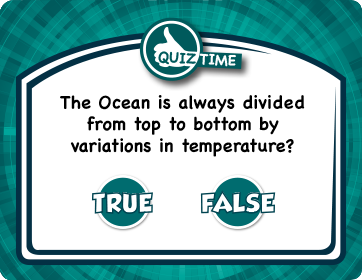 QUIZ TIME
The Ocean is always divided
from top to bottom by
variations in temperature?
TRUE FALSE